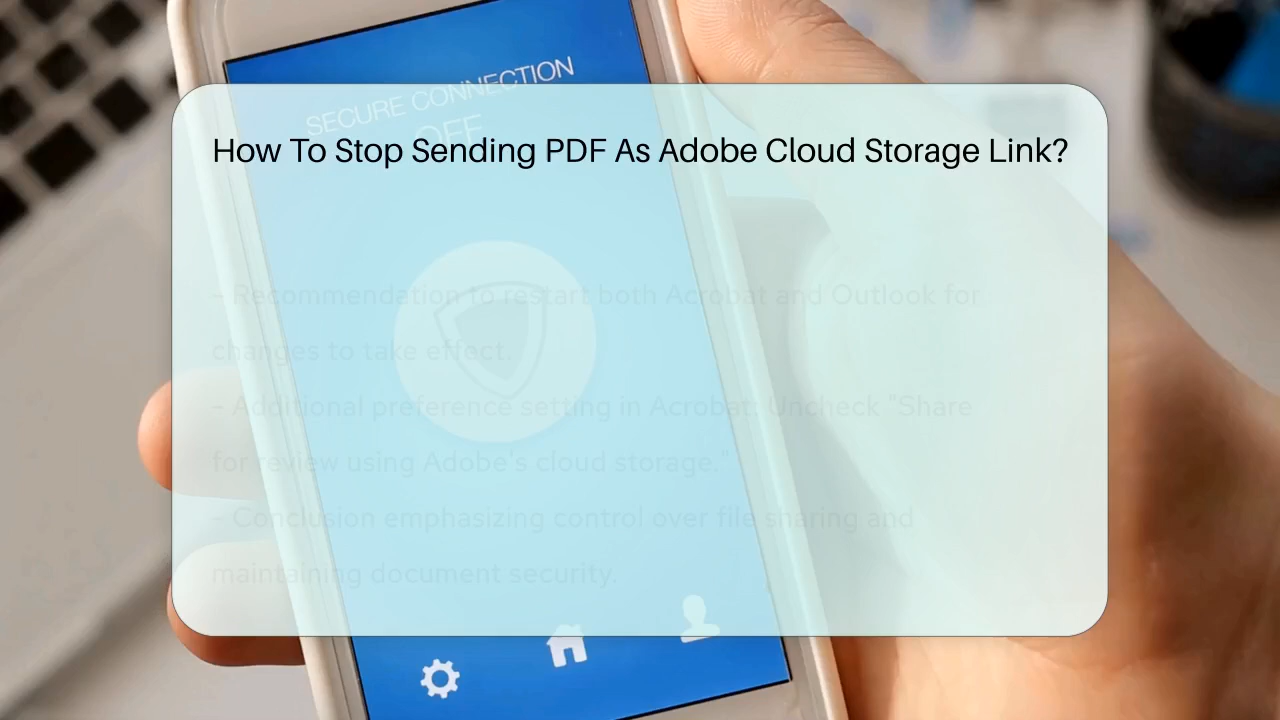 SECURE CONNECTION
OFF
How To Stop Sending PDF As Adobe Cloud Storage Link?
– Recommendation to restart both Acrobat and Outlook for
changes to take effect.
– Additional preference setting in Acrobat: Uncheck "Share
for review using Adobe's cloud storage."
– Conclusion emphasizing control over file sharing and
maintaining document security.